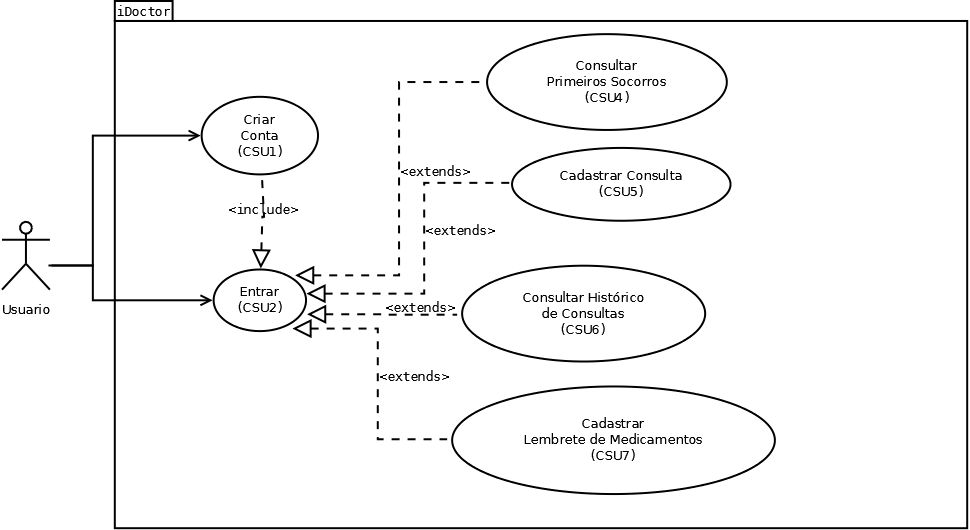 iDoctor
Consultar
Primeiros Socorros
(CSU4)
Criar
Conta
(CSU1)
<extends>
Cadastrar Consulta
(CSU5)
<include>
<extends>
Usuario
Entrar
(CSU2)
<extends>
Consultar Histórico
de Consultas
(CSU6)
<extends>
Cadastrar
Lembrete de Medicamentos
(CSU7)